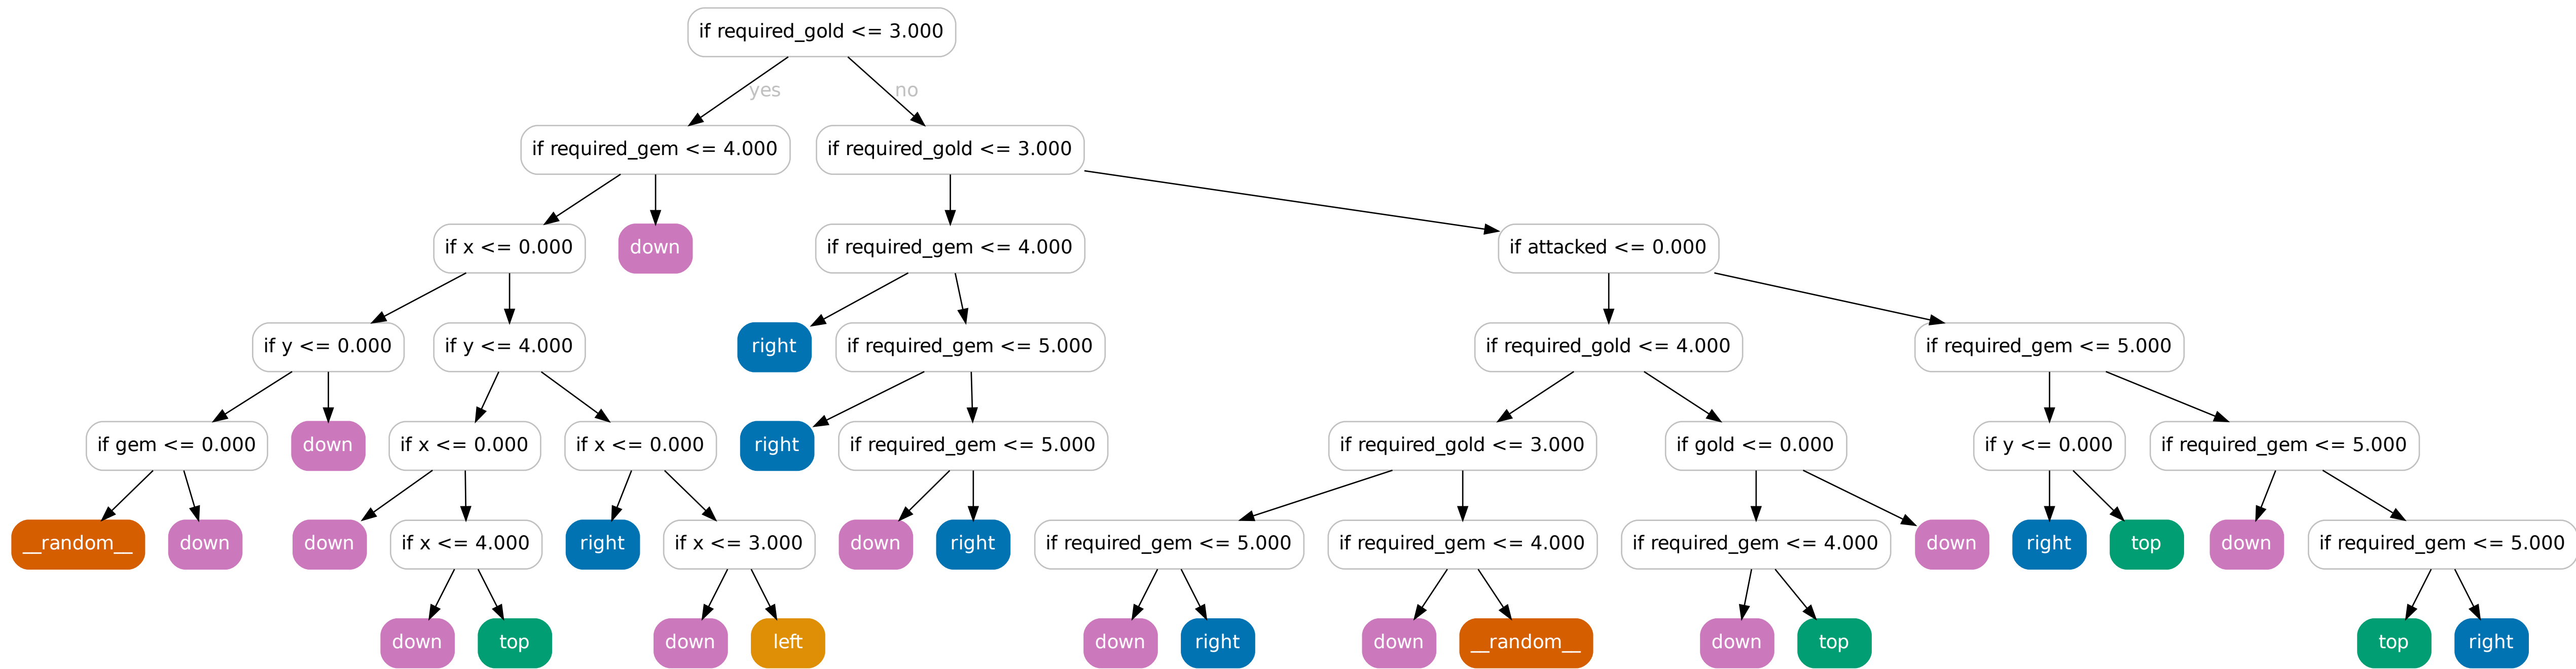 if required_gold <= 3.000
yes
no
if required_gem <= 4.000
if required_gold <= 3.000
if x <= 0.000
down
if required_gem <= 4.000
if attacked <= 0.000
if y <= 0.000
if y <= 4.000
right
if required_gem <= 5.000
if required_gold <= 4.000
if required_gem <= 5.000
if gem <= 0.000
down
if x <= 0.000
if x <= 0.000
right
if required_gem <= 5.000
if required_gold <= 3.000
if gold <= 0.000
if y <= 0.000
if required_gem <= 5.000
__random__
down
down
if x <= 4.000
right
if x <= 3.000
down
right
if required_gem <= 5.000
if required_gem <= 4.000
if required_gem <= 4.000
down
right
top
down
if required_gem <= 5.000
down
top
down
left
down
right
down
__random__
down
top
top
right